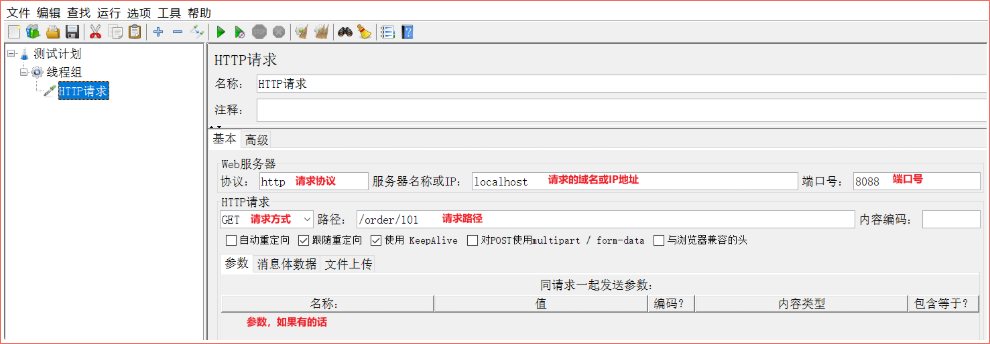 文件 编辑 查找 运行 选项 工具 帮助
测试计划
线程组
HTTP请求
HTTP请求
名称： HTTP请求
注释：
基本 高级
Web服务器
协议： http 请求协议 服务器名称或IP： localhost 请求的域名或IP地址 端口号： 8088 端口号
HTTP请求
GET 请求方式 路径： /order/101 请求路径 内容编码：
自动重定向 跟随重定向 使用 KeepAlive 对POST使用multipart / form-data 与浏览器兼容的头
参数 消息体数据 文件上传
同请求一起发送参数：
名称： 值 编码？ 内容类型 包含等于？
参数，如果有的话